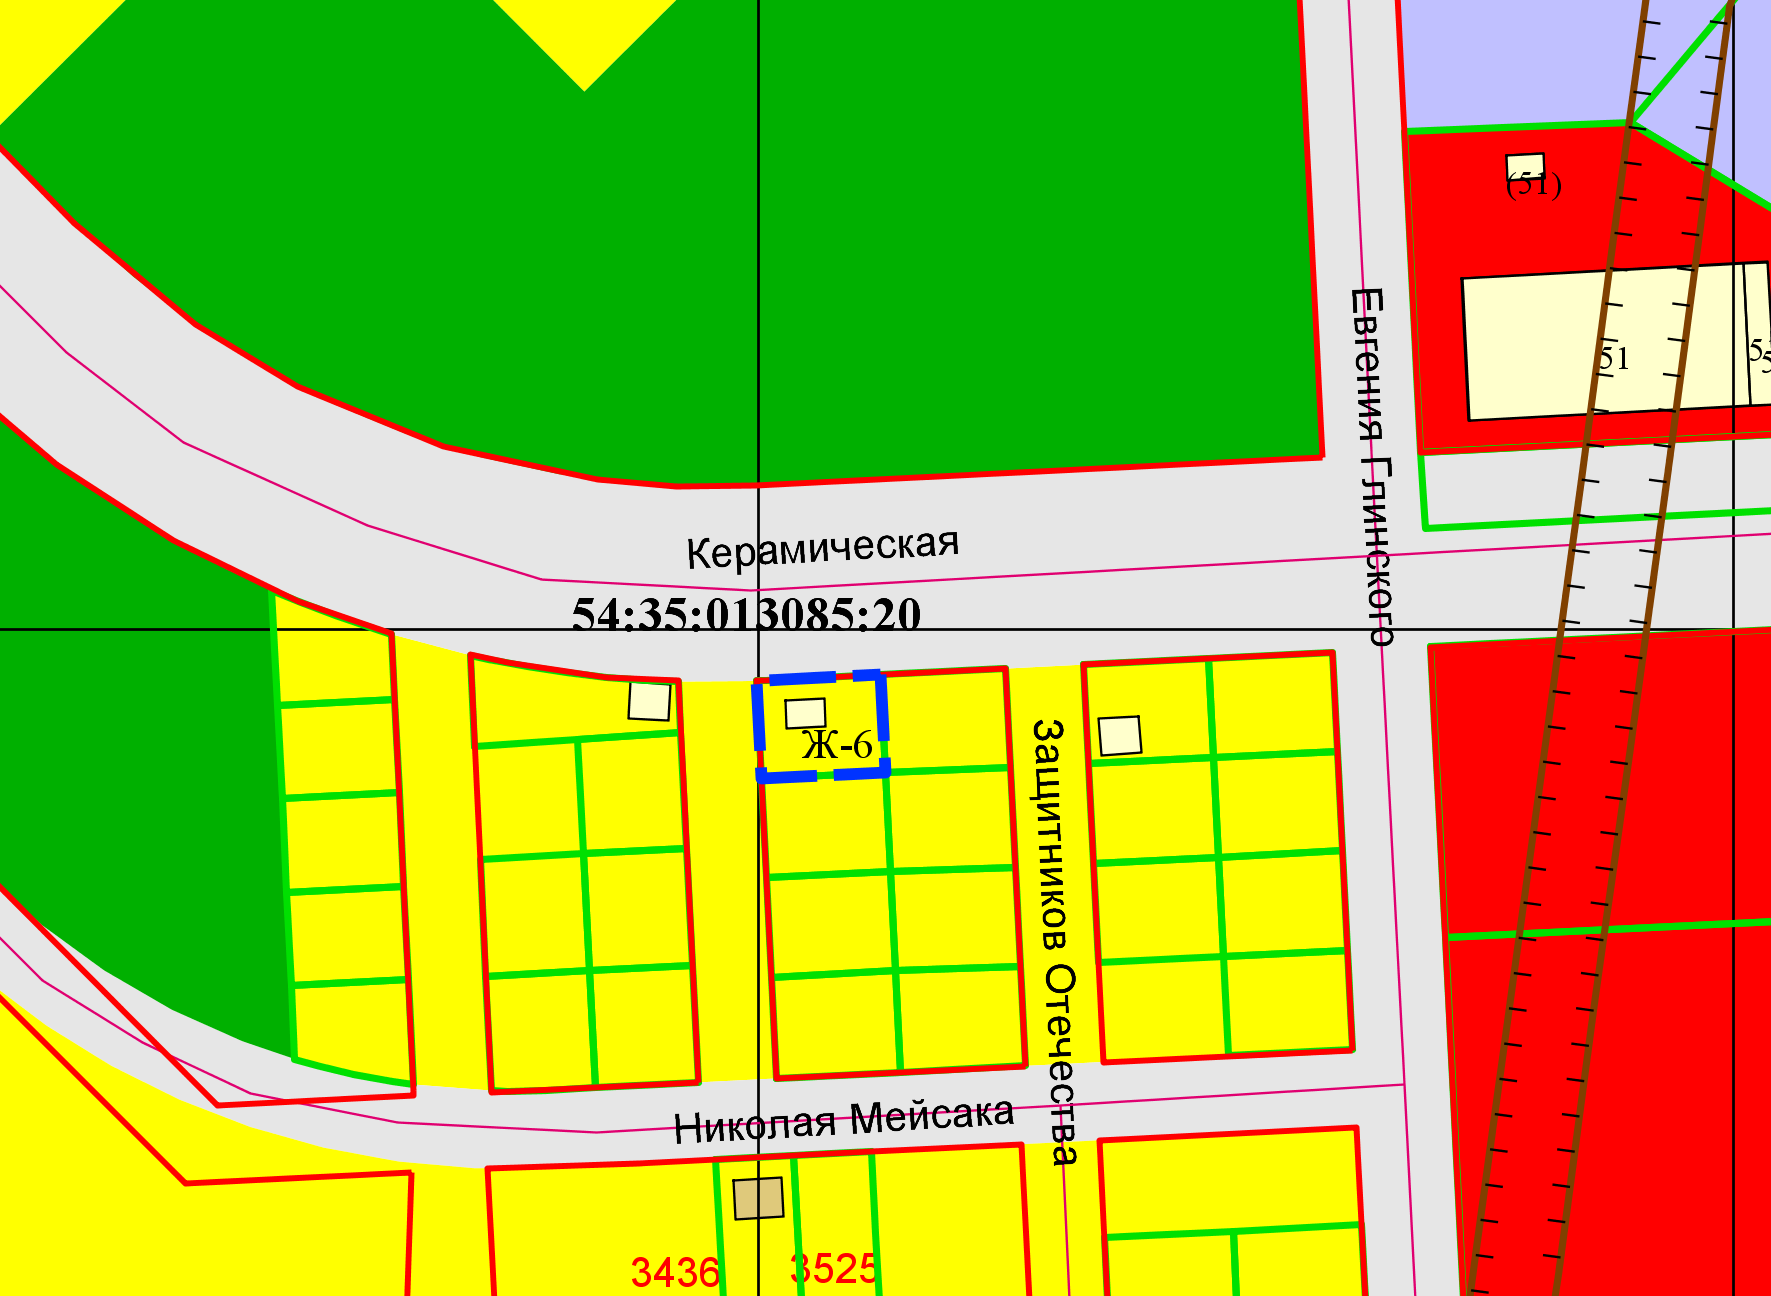 (51)
Евгения Глинского
51
Керамическая
54:35:013085:20
Ж-6
Защитников Отечества
Николая Мейсака
3436
3525